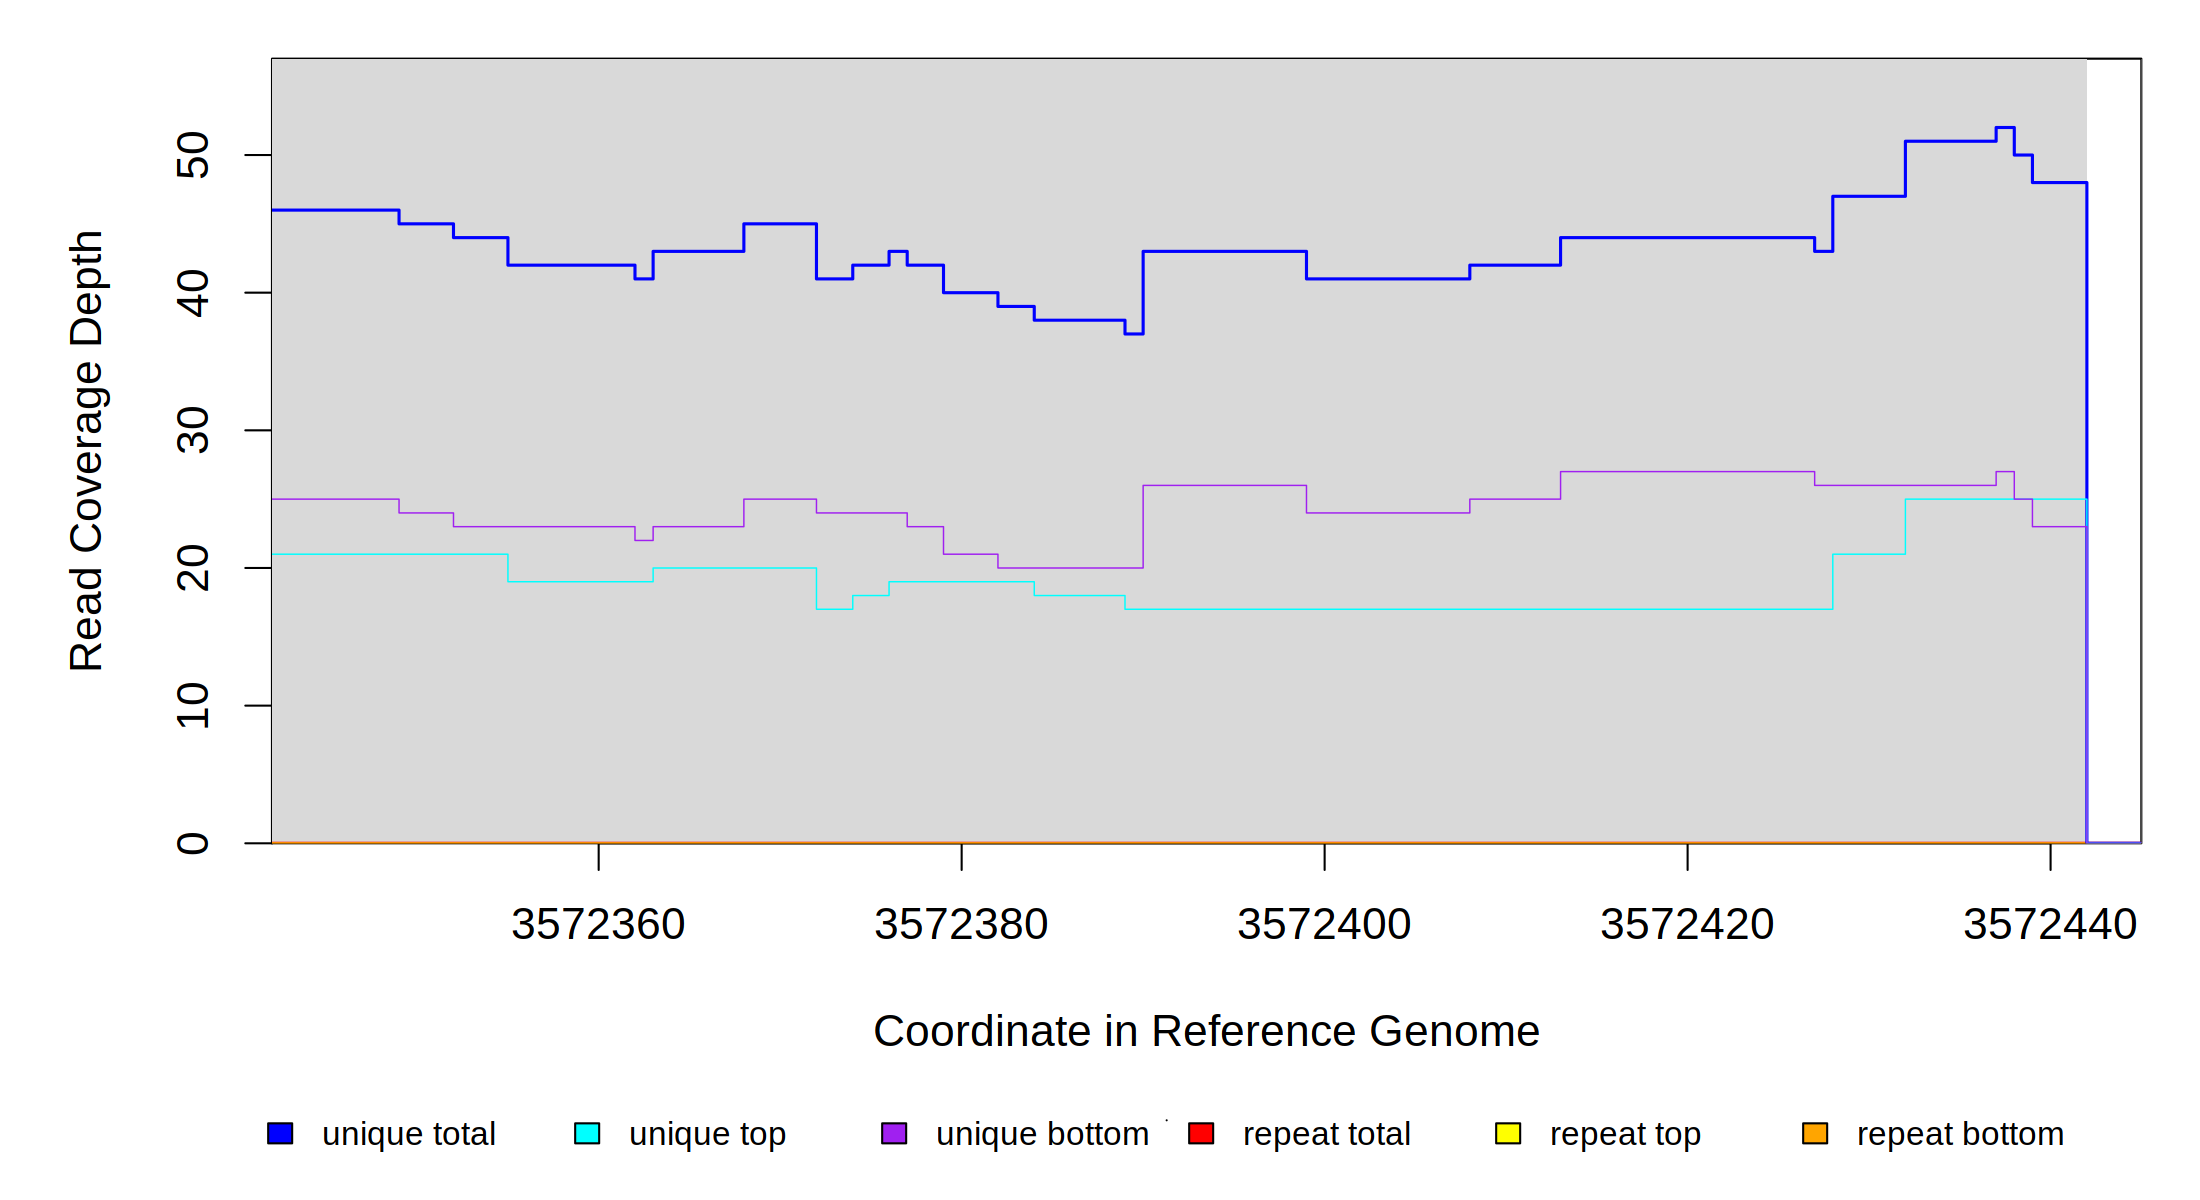 Read Coverage Depth
50
40
30
20
10
0
3572360 3572380 3572400 3572420 3572440
Coordinate in Reference Genome
unique total unique top unique bottom repeat total repeat top repeat bottom